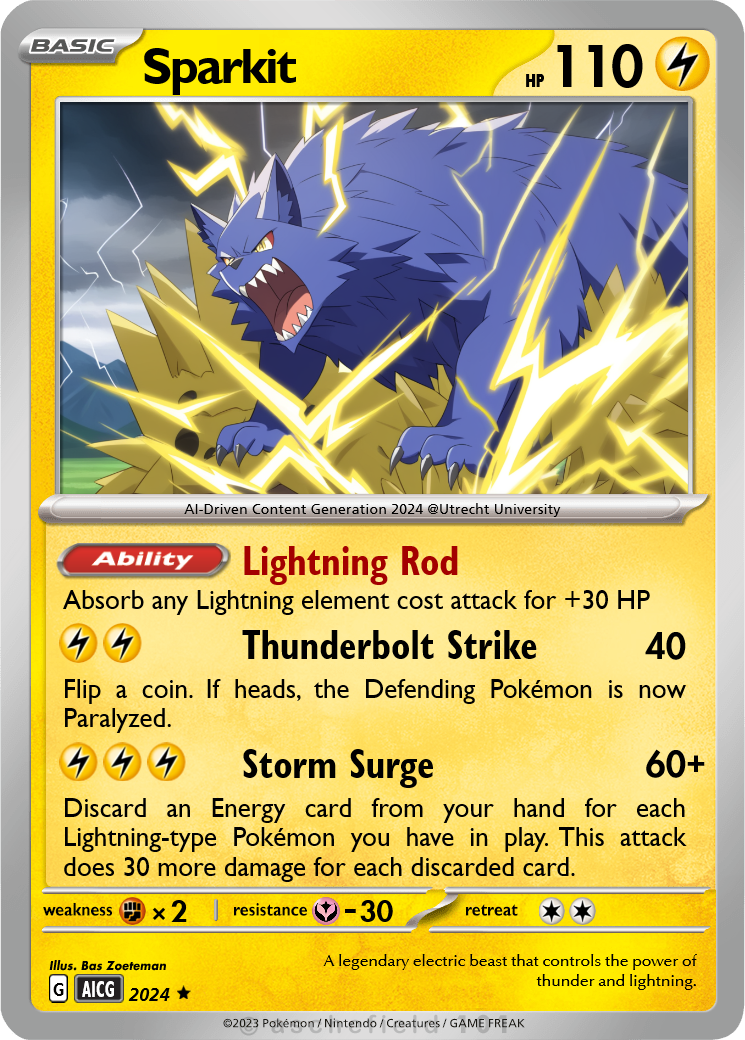 BASIC
Sparkit
HP 110
AI-Driven Content Generation 2024 @Utrecht University
Ability Lightning Rod
Absorb any Lightning element cost attack for +30 HP
Thunderbolt Strike 40
Flip a coin. If heads, the Defending Pokémon is now
Paralyzed.
Storm Surge 60+
Discard an Energy card from your hand for each
Lightning-type Pokémon you have in play. This attack
does 30 more damage for each discarded card.
weakness × 2 | resistance -30 retreat
Illus. Bas Zoeteman
A legendary electric beast that controls the power of
thunder and lightning.
G AICG 2024 ★
©2023 Pokémon / Nintendo / Creatures / GAME FREAK